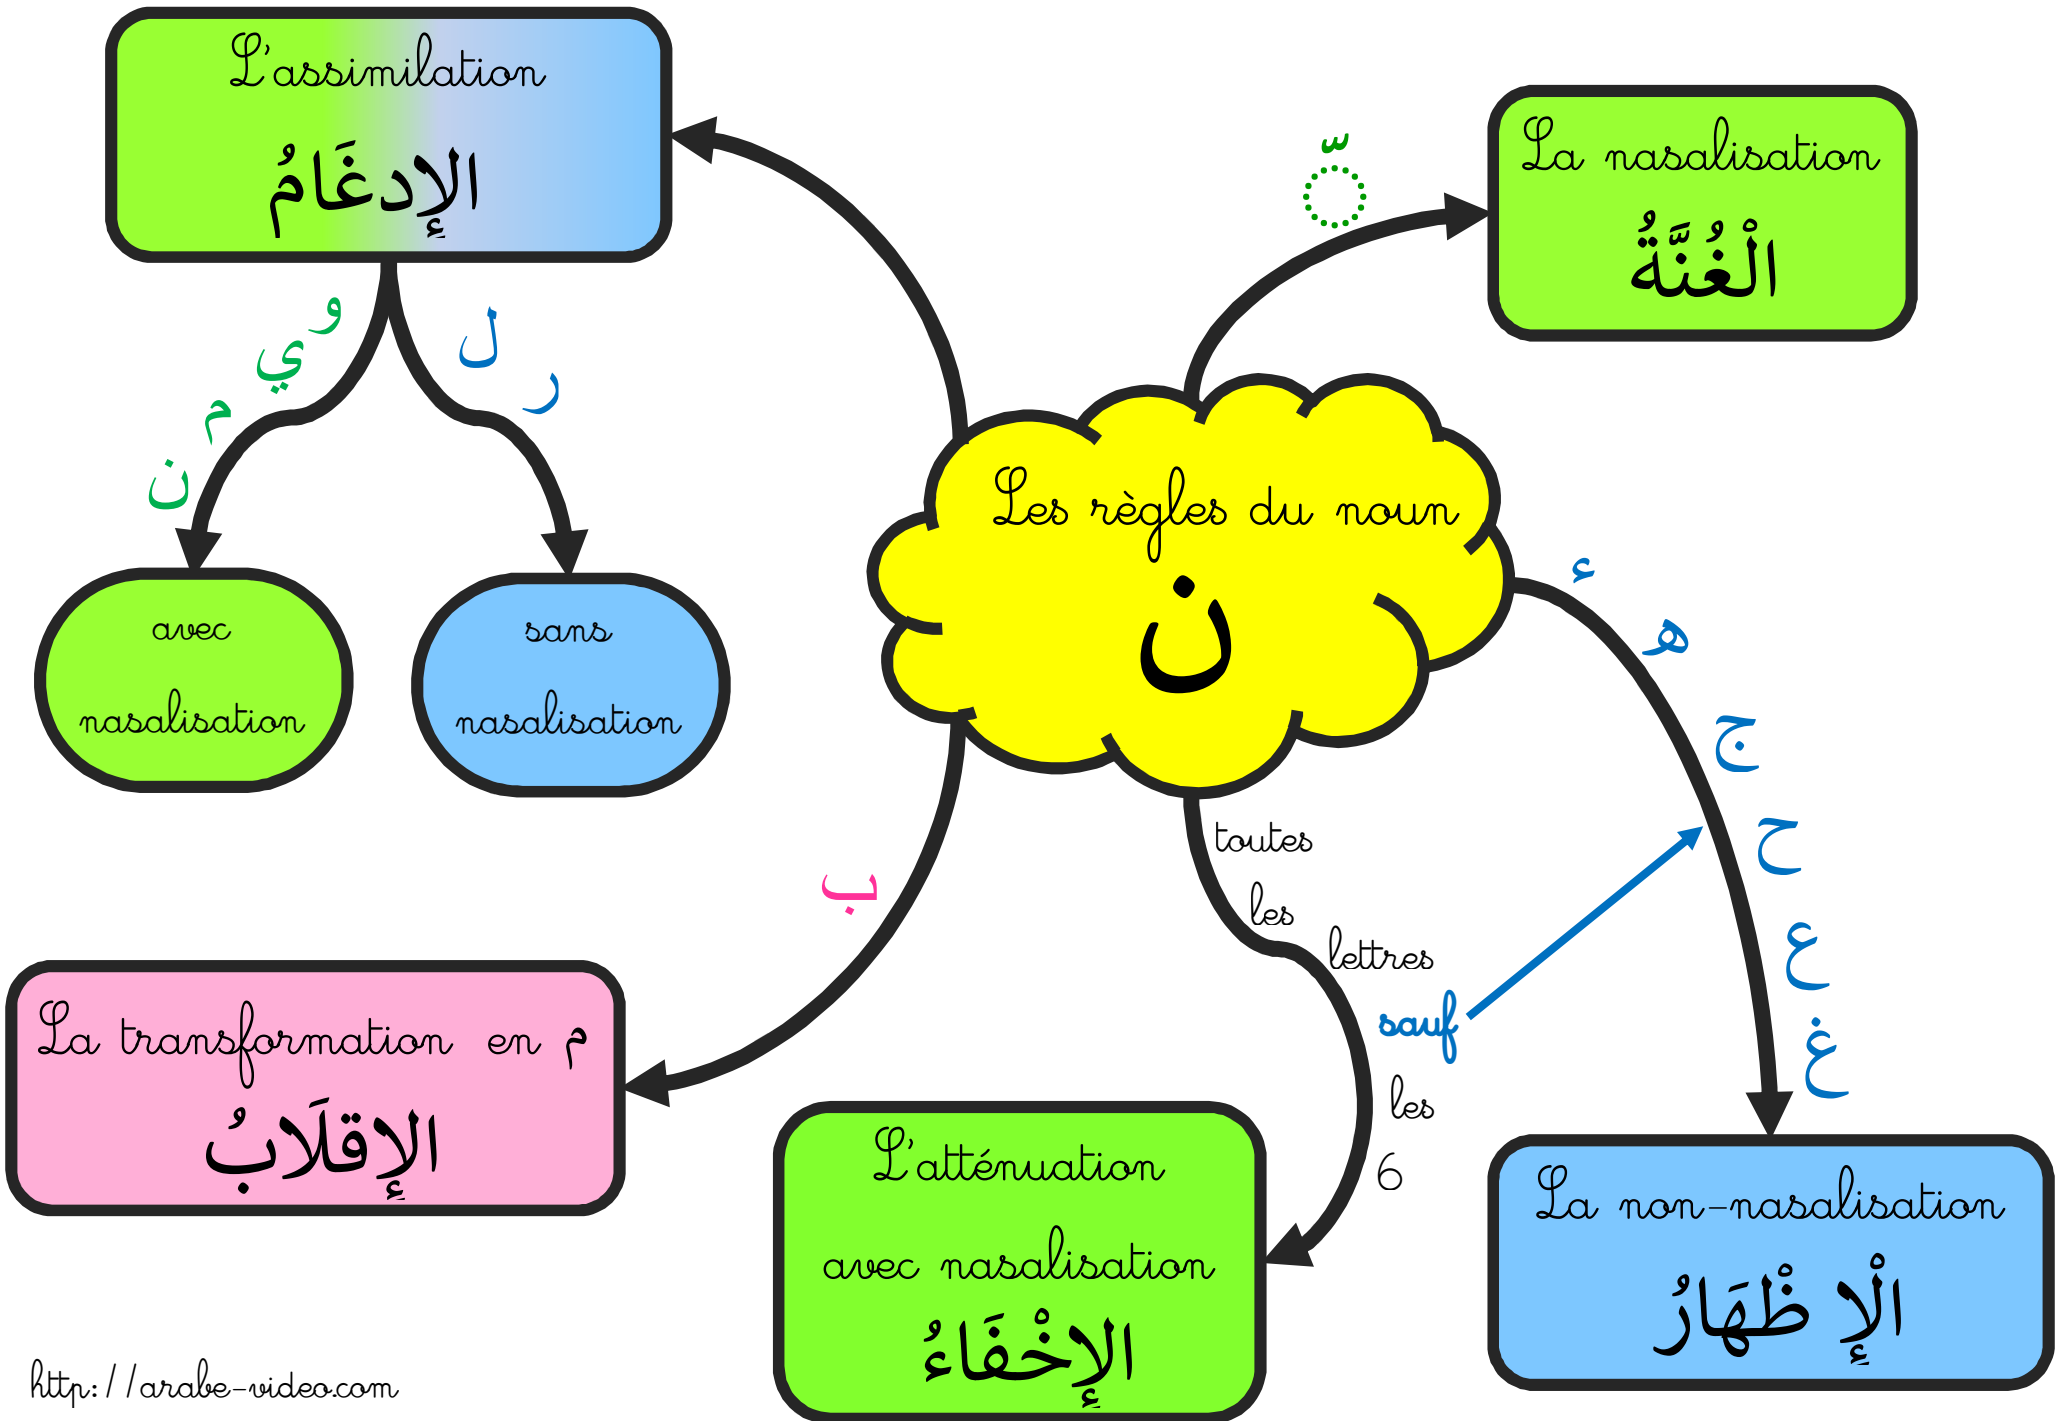 L'assimilation
الإدغَامُ
و
ي
م
ن
ل
ر
avec
nasalisation
sans
nasalisation
ّ
La nasalisation
الْغُنَّةُ
Les règles du noun
ن
ء
ه
ج
ح
ع
غ
ب
La transformation en م
الإقلَابُ
toutes
les
lettres
sauf
les
6
L'atténuation
avec nasalisation
الإخْفَاءُ
La non-nasalisation
الْإ ظْهَارُ
http://arabe-video.com